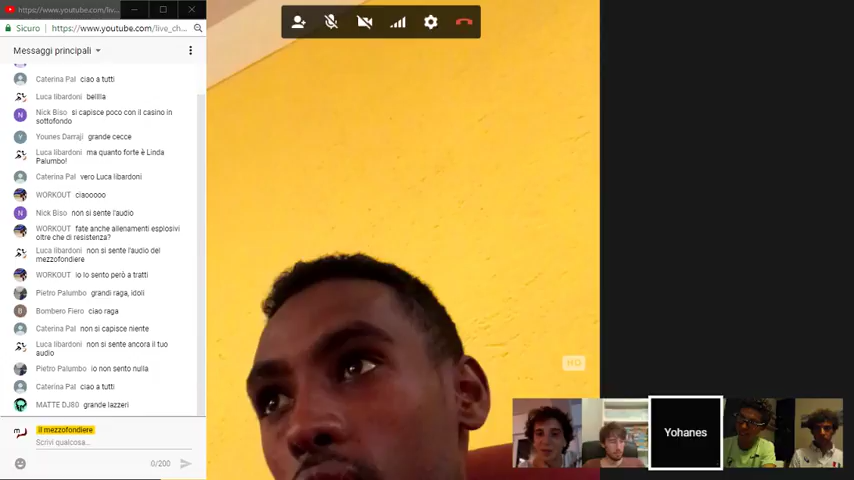 https://www.youtube.com/liv...
Sicuro https://www.youtube.com/live_ch...
Messaggi principali
Caterina Pal ciao a tutti
Luca libardoni bellIla
Nick Biso si capisce poco con il casino in
sottofondo
Younes Darraji grande cecce
Luca libardoni ma quanto forte è Linda
Palumbo!
Caterina Pal vero Luca libardoni
WORKOUT ciaooooo
Nick Biso non si sente l'audio
WORKOUT fate anche allenamenti esplosivi
oltre che di resistenza?
Luca libardoni non si sente l'audio del
mezzofondiere
WORKOUT io lo sento però a tratti
Pietro Palumbo grandi raga, idoli
Bombero Fiero ciao raga
Caterina Pal non si capisce niente
Luca libardoni non si sente ancora il tuo
audio
Pietro Palumbo io non sento nulla
Caterina Pal ciao a tutti
MATTE DJ80 grande lazzeri
il mezzofondiere
Scrivi qualcosa...
0/200
HD
Yohanes